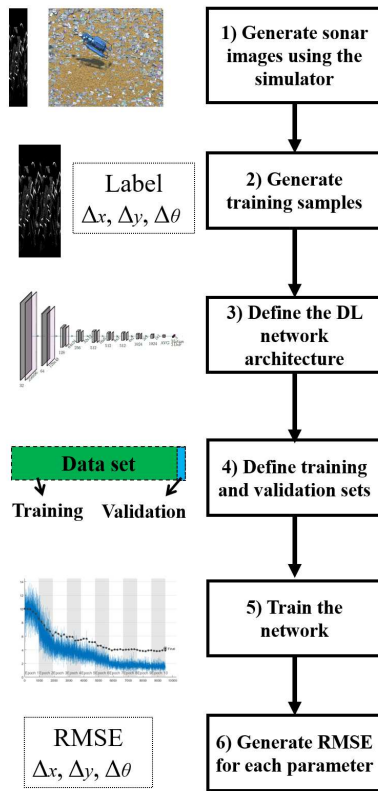 1) Generate sonar
images using the
simulator
Label
Δx, Δy, Δθ
2) Generate
training samples
3) Define the DL
network
architecture
Data set
Training Validation
4) Define training
and validation sets
5) Train the
network
RMSE
Δx, Δy, Δθ
6) Generate RMSE
for each parameter